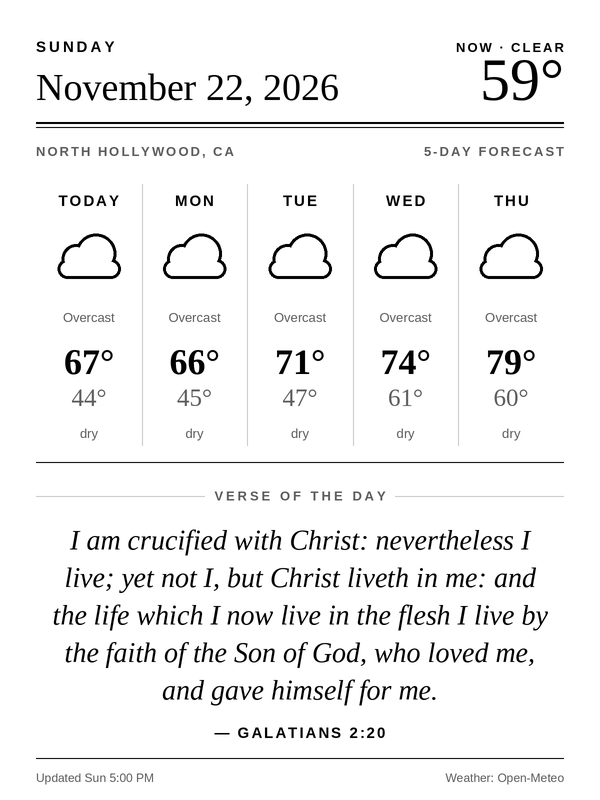 SUNDAY
NOW · CLEAR
November 22, 2026
59°
NORTH HOLLYWOOD, CA
5-DAY FORECAST
TODAY MON TUE WED THU
Overcast Overcast Overcast Overcast Overcast
67° 66° 71° 74° 79°
44° 45° 47° 61° 60°
dry dry dry dry dry
VERSE OF THE DAY
I am crucified with Christ: nevertheless I
live; yet not I, but Christ liveth in me: and
the life which I now live in the flesh I live by
the faith of the Son of God, who loved me,
and gave himself for me.
— GALATIANS 2:20
Updated Sun 5:00 PM
Weather: Open-Meteo